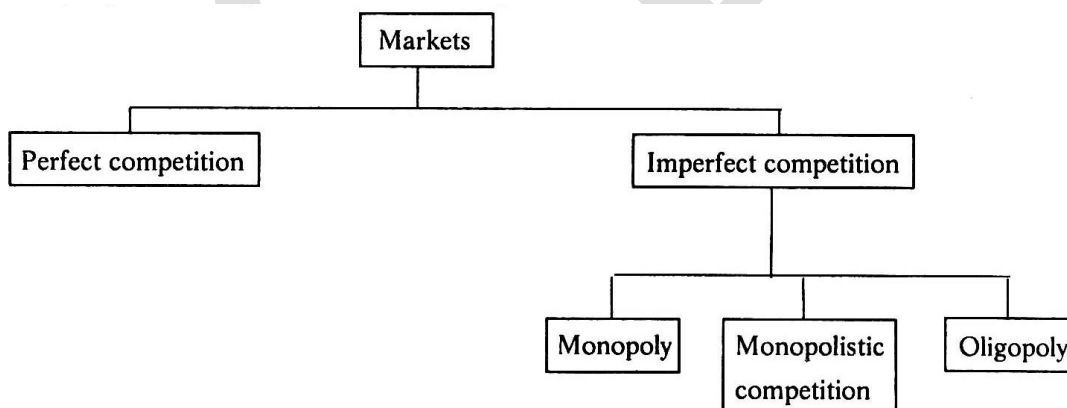 Markets
Perfect competition
Imperfect competition
Monopoly
Monopolistic
competition
Oligopoly